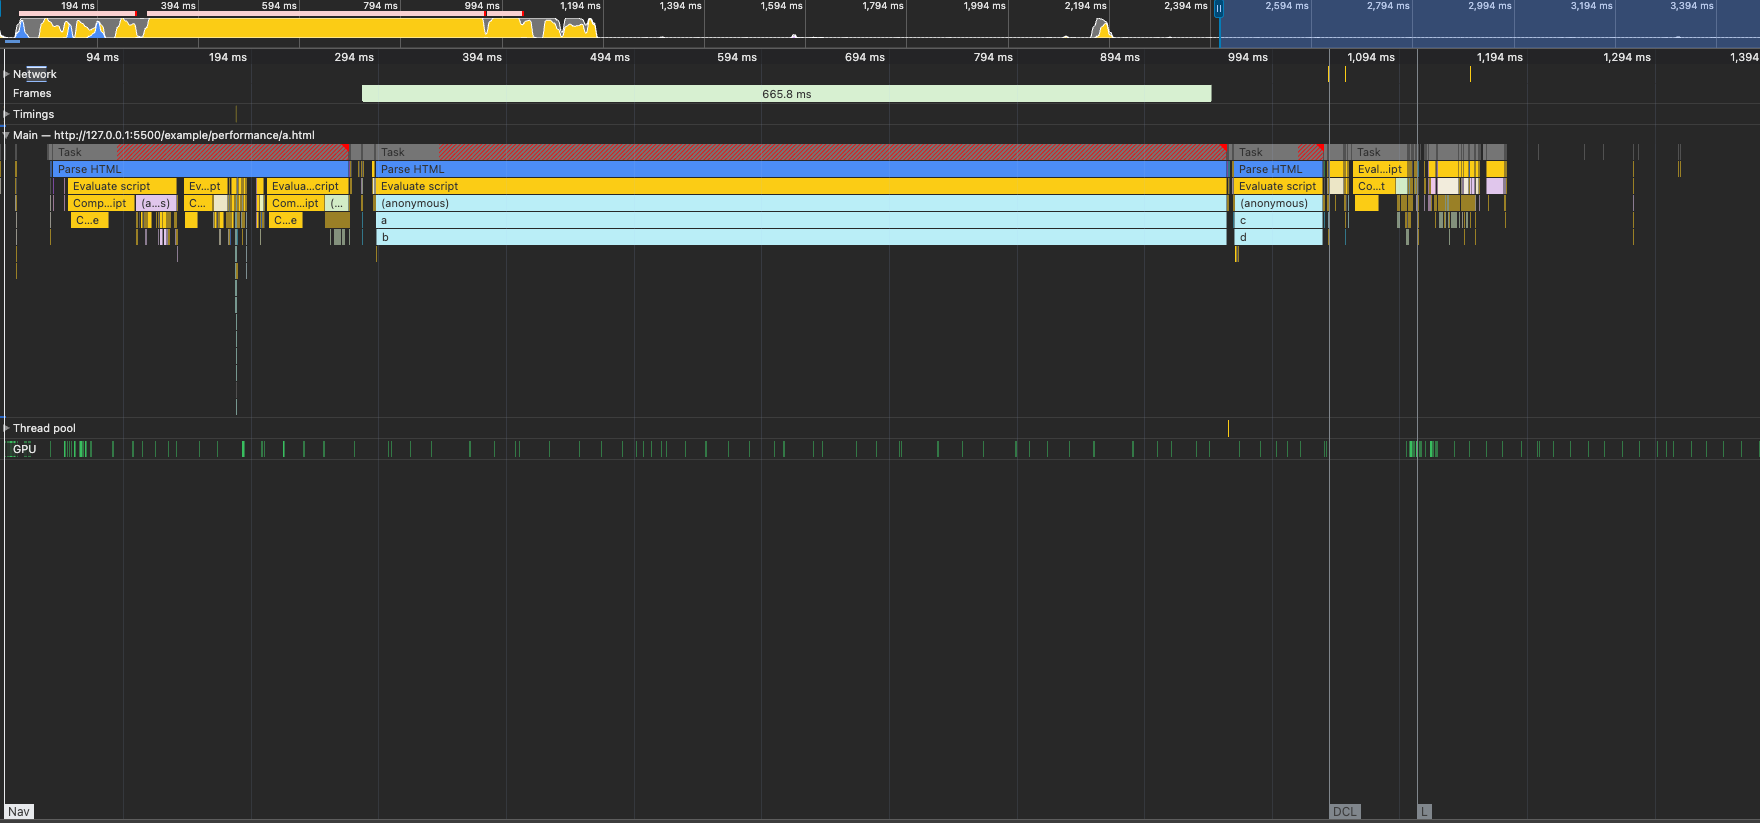 194 ms 394 ms 594 ms 794 ms 994 ms 1,194 ms 1,394 ms 1,594 ms 1,794 ms 1,994 ms 2,194 ms 2,394 ms 2,594 ms 2,794 ms 2,994 ms 3,194 ms 3,394 ms
94 ms 194 ms 294 ms 394 ms 494 ms 594 ms 694 ms 794 ms 894 ms 994 ms 1,094 ms 1,194 ms 1,294 ms 1,394
Network
Frames 665.8 ms
Timings
Main — http://127.0.0.1:5500/example/performance/a.html
Task Task Task Task
Parse HTML Parse HTML Parse HTML Eval...ipt
Evaluate script Ev...pt Evalua...cript Evaluate script Evaluate script Co...t
Comp...ipt (a...s) C... Com...ipt (... (anonymous) (anonymous)
C...e C...e a c
b d
Thread pool
GPU
Nav DCL L